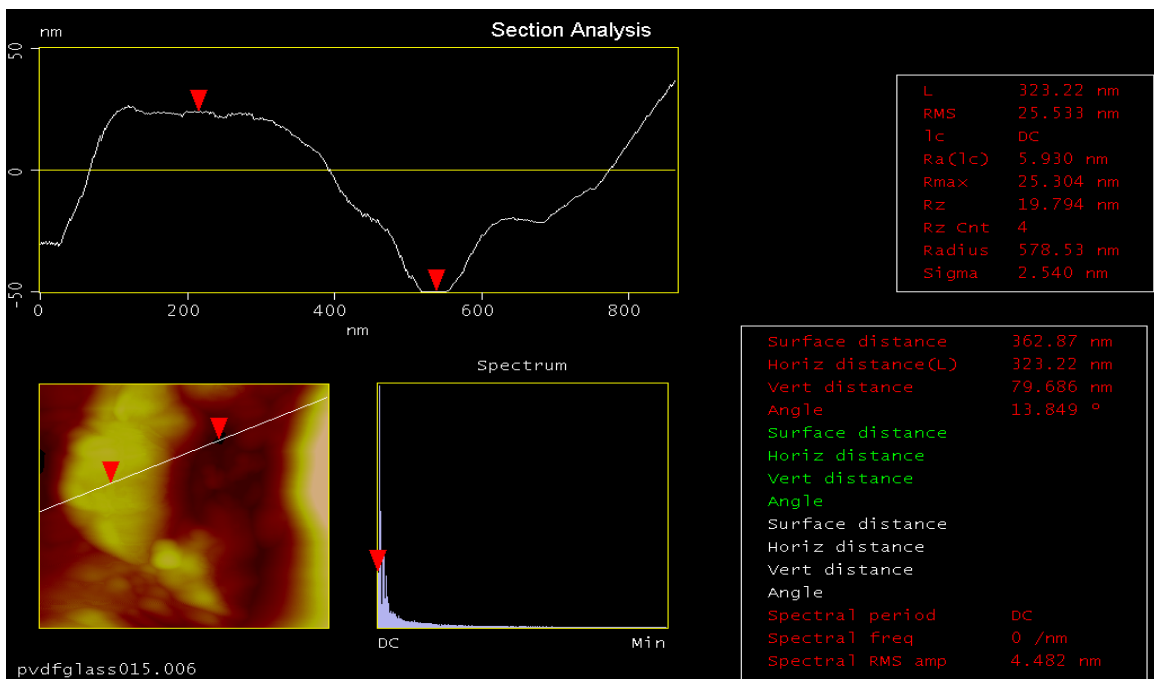 Section Analysis
nm
50
0
-50
0 200 400 600 800
nm
L 323.22 nm
RMS 25.533 nm
lc DC
Ra(lc) 5.930 nm
Rmax 25.304 nm
Rz 19.794 nm
Rz Cnt 4
Radius 578.53 nm
Sigma 2.540 nm
Surface distance 362.87 nm
Horiz distance(L) 323.22 nm
Vert distance 79.686 nm
Angle 13.849 º
Surface distance
Horiz distance
Vert distance
Angle
Surface distance
Horiz distance
Vert distance
Angle
Spectral period DC
Spectral freq 0 /nm
Spectral RMS amp 4.482 nm
Spectrum
DC Min
pvdfglass015.006